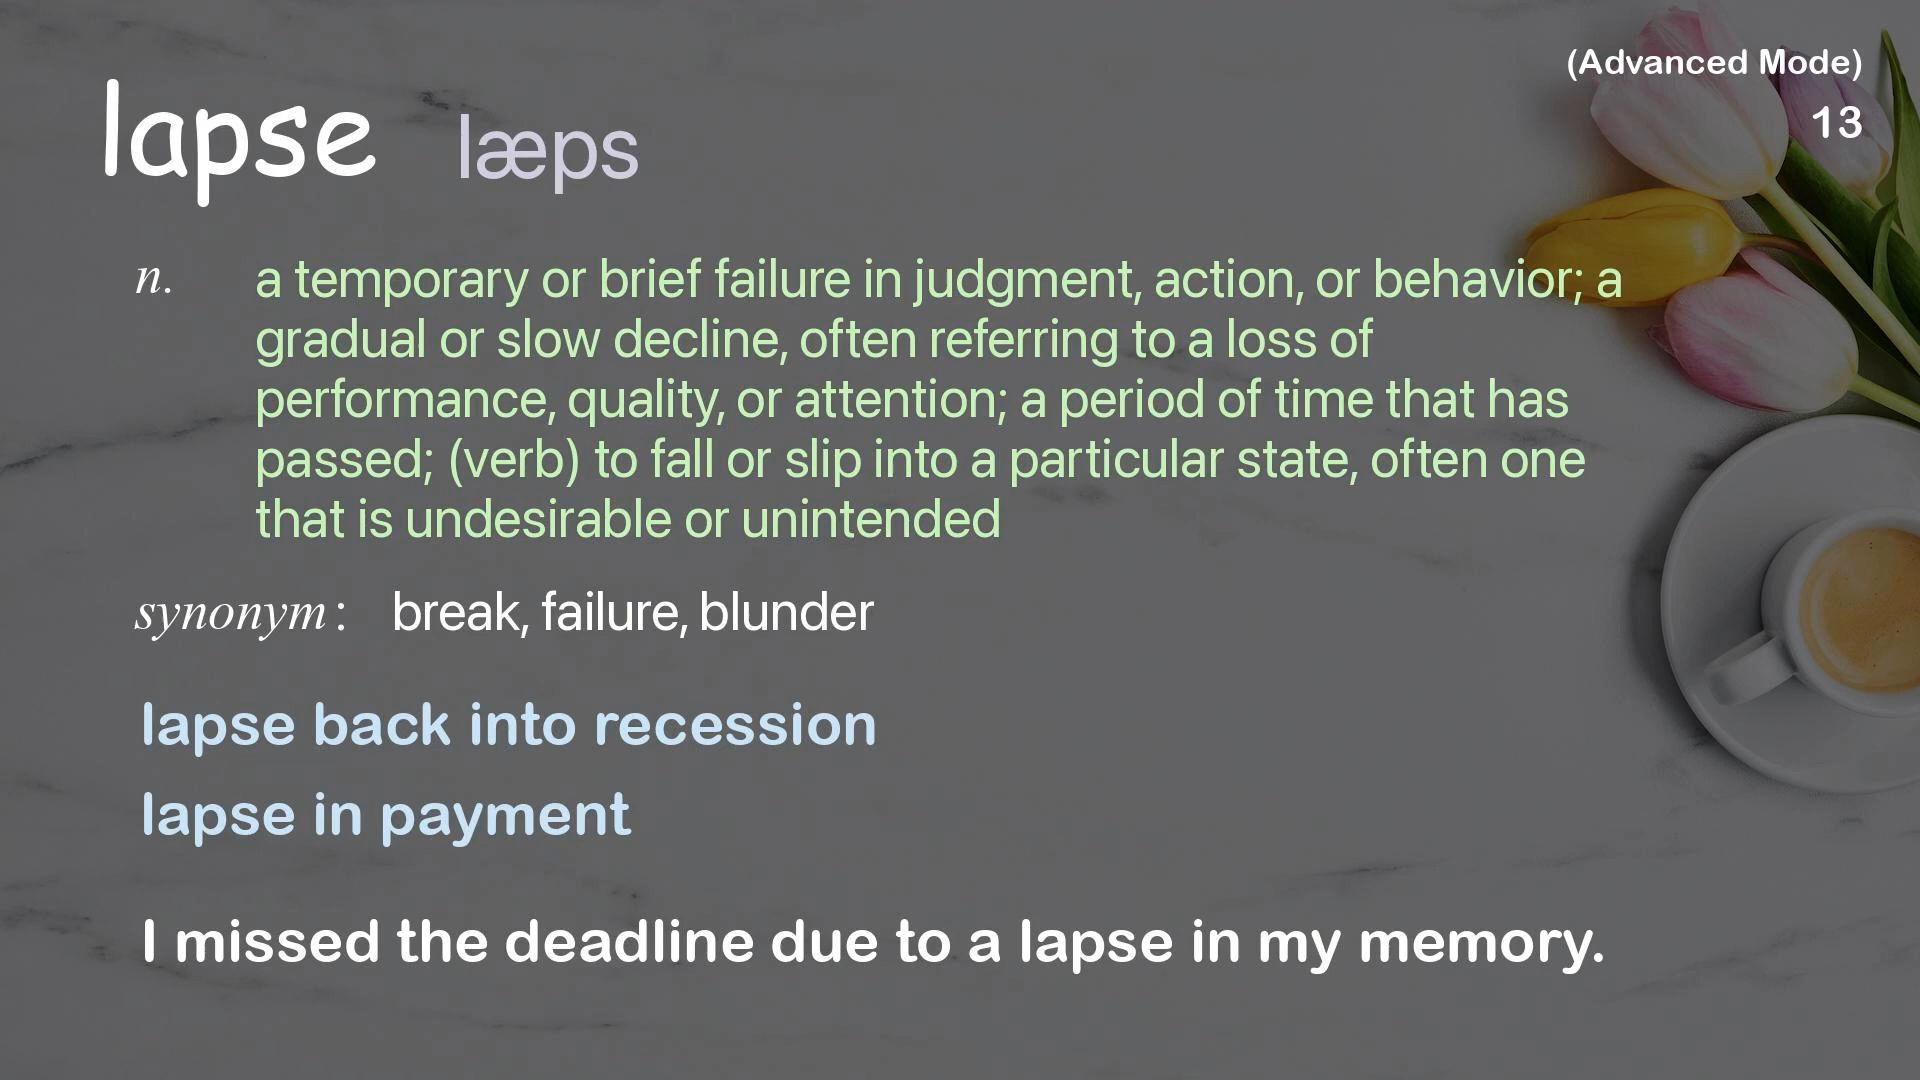 (Advanced Mode)
13
lapse læps
n. a temporary or brief failure in judgment, action, or behavior; a
gradual or slow decline, often referring to a loss of
performance, quality, or attention; a period of time that has
passed; (verb) to fall or slip into a particular state, often one
that is undesirable or unintended
synonym: break, failure, blunder
lapse back into recession
lapse in payment
I missed the deadline due to a lapse in my memory.